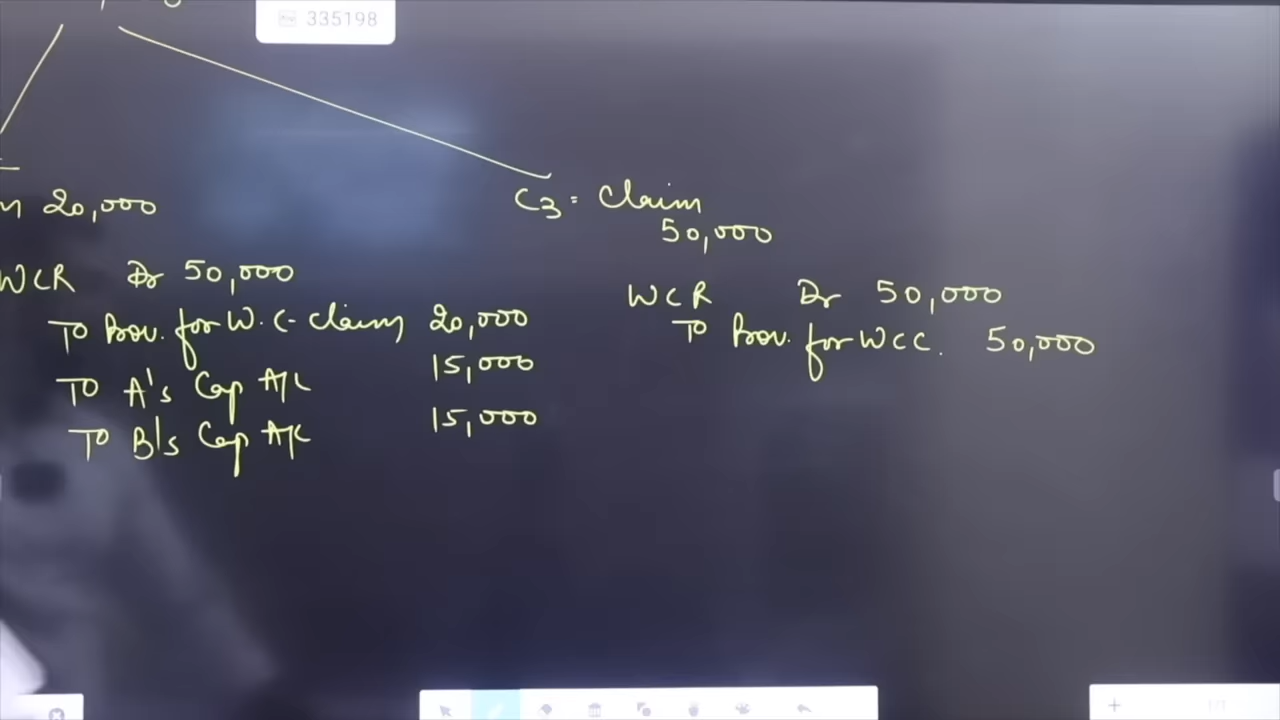 335198
20,000
WCR Dr 50,000
To Prov. for W.C. Claim 20,000
To A's Cap A/c 15,000
To B's Cap A/c 15,000
C3 = Claim
50,000
WCR Dr 50,000
To Prov. for WCC. 50,000